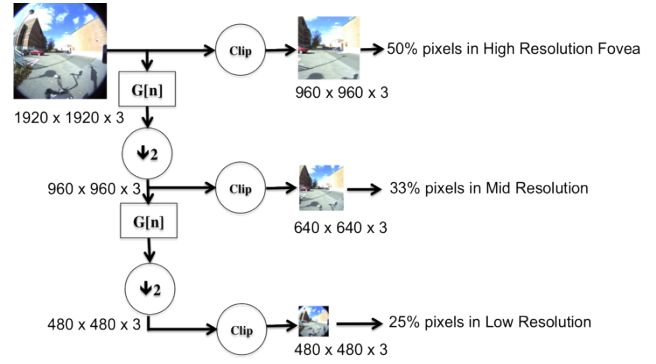 Clip
50% pixels in High Resolution Fovea
G[n]
960 x 960 x 3
1920 x 1920 x 3
↓2
960 x 960 x 3
Clip
33% pixels in Mid Resolution
G[n]
640 x 640 x 3
↓2
480 x 480 x 3
Clip
25% pixels in Low Resolution
480 x 480 x 3